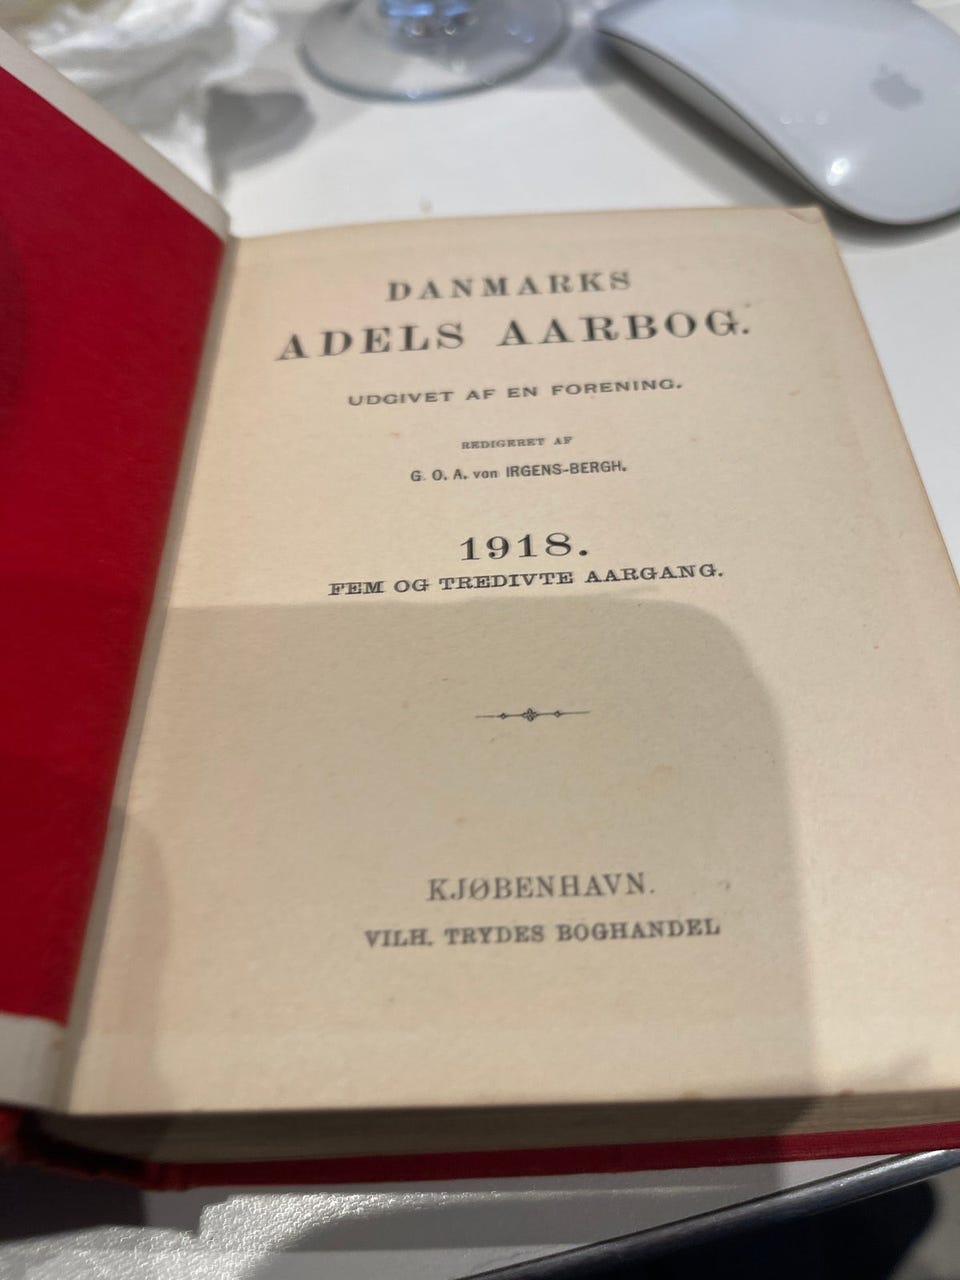 DANMARKS
ADELS AARBOG.
UDGIVET AF EN FORENING.
REDIGERET AF
G. O. A. von IRGENS-BERGH.
1918.
FEM OG TREDIVTE AARGANG.
KJØBENHAVN.
VILH. TRYDES BOGHANDEL